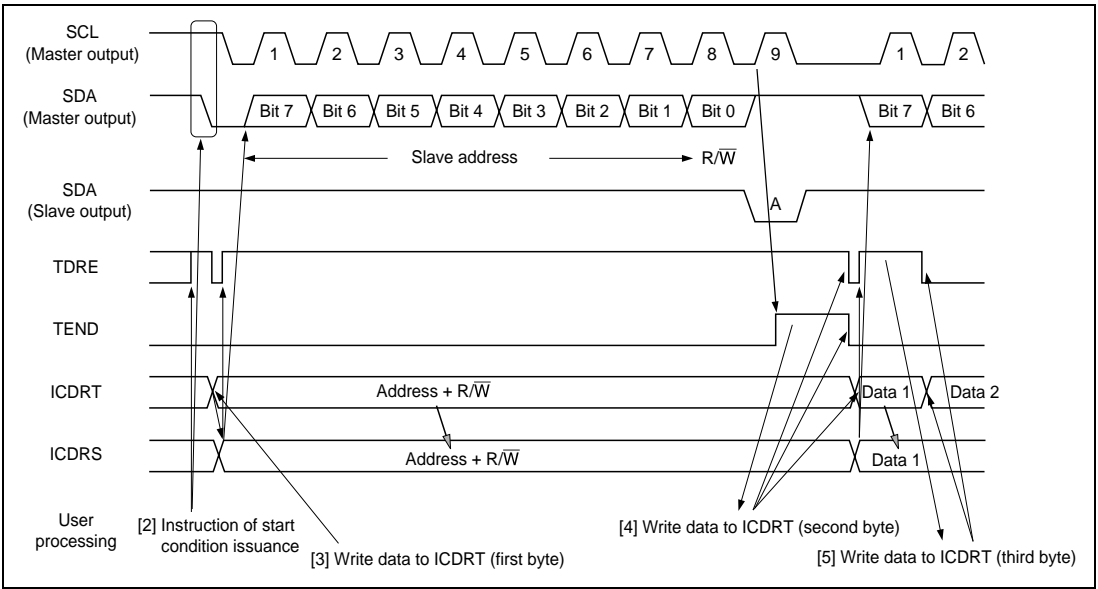 SCL
(Master output)
1 2 3 4 5 6 7 8 9 1 2
SDA
(Master output)
Bit 7 Bit 6 Bit 5 Bit 4 Bit 3 Bit 2 Bit 1 Bit 0 Bit 7 Bit 6
Slave address R/W̅
SDA
(Slave output)
A
TDRE
TEND
ICDRT
Address + R/W̅ Data 1 Data 2
ICDRS
Address + R/W̅ Data 1
User
processing
[2] Instruction of start
condition issuance
[3] Write data to ICDRT (first byte)
[4] Write data to ICDRT (second byte)
[5] Write data to ICDRT (third byte)